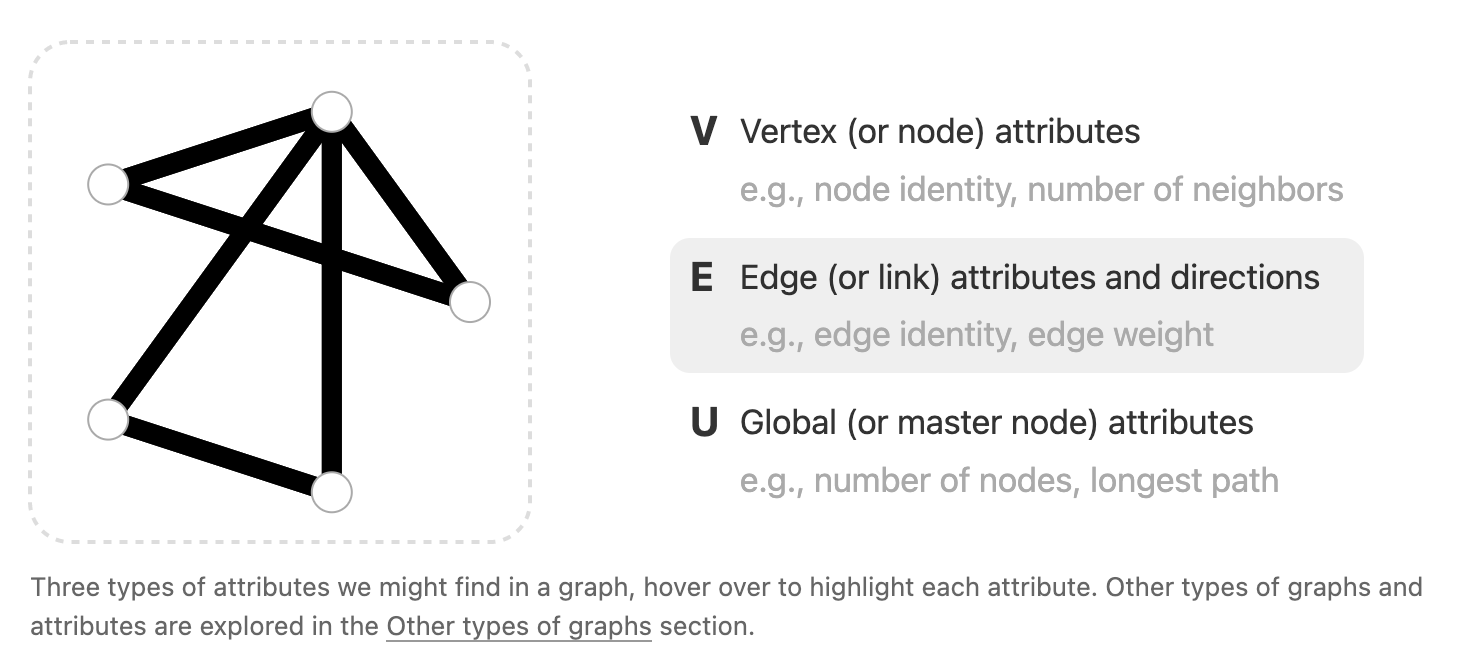 V Vertex (or node) attributes
e.g., node identity, number of neighbors
E Edge (or link) attributes and directions
e.g., edge identity, edge weight
U Global (or master node) attributes
e.g., number of nodes, longest path
Three types of attributes we might find in a graph, hover over to highlight each attribute. Other types of graphs and
attributes are explored in the Other types of graphs section.